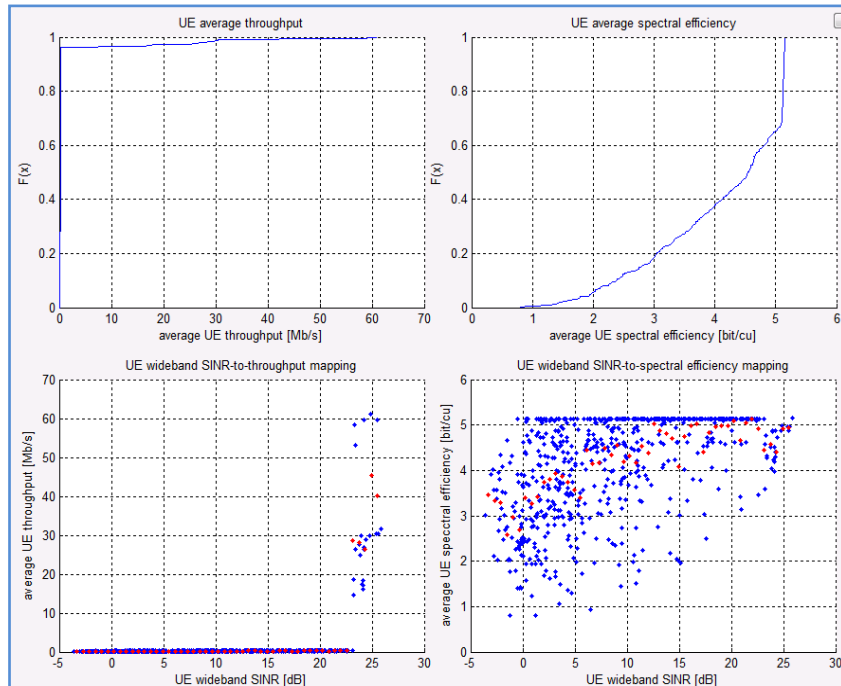 UE average throughput
1
0.8
0.6
0.4
0.2
0
F(x)
0 10 20 30 40 50 60 70
average UE throughput [Mb/s]
UE average spectral efficiency
1
0.8
0.6
0.4
0.2
0
F(x)
1 2 3 4 5 6
average UE spectral efficiency [bit/cu]
UE wideband SINR-to-throughput mapping
70
60
50
40
30
20
10
0
average UE throughput [Mb/s]
-5 0 5 10 15 20 25 30
UE wideband SINR [dB]
UE wideband SINR-to-spectral efficiency mapping
6
5
4
3
2
1
0
average UE specctral efficiency [bit/cu]
-5 0 5 10 15 20 25 30
UE wideband SINR [dB]